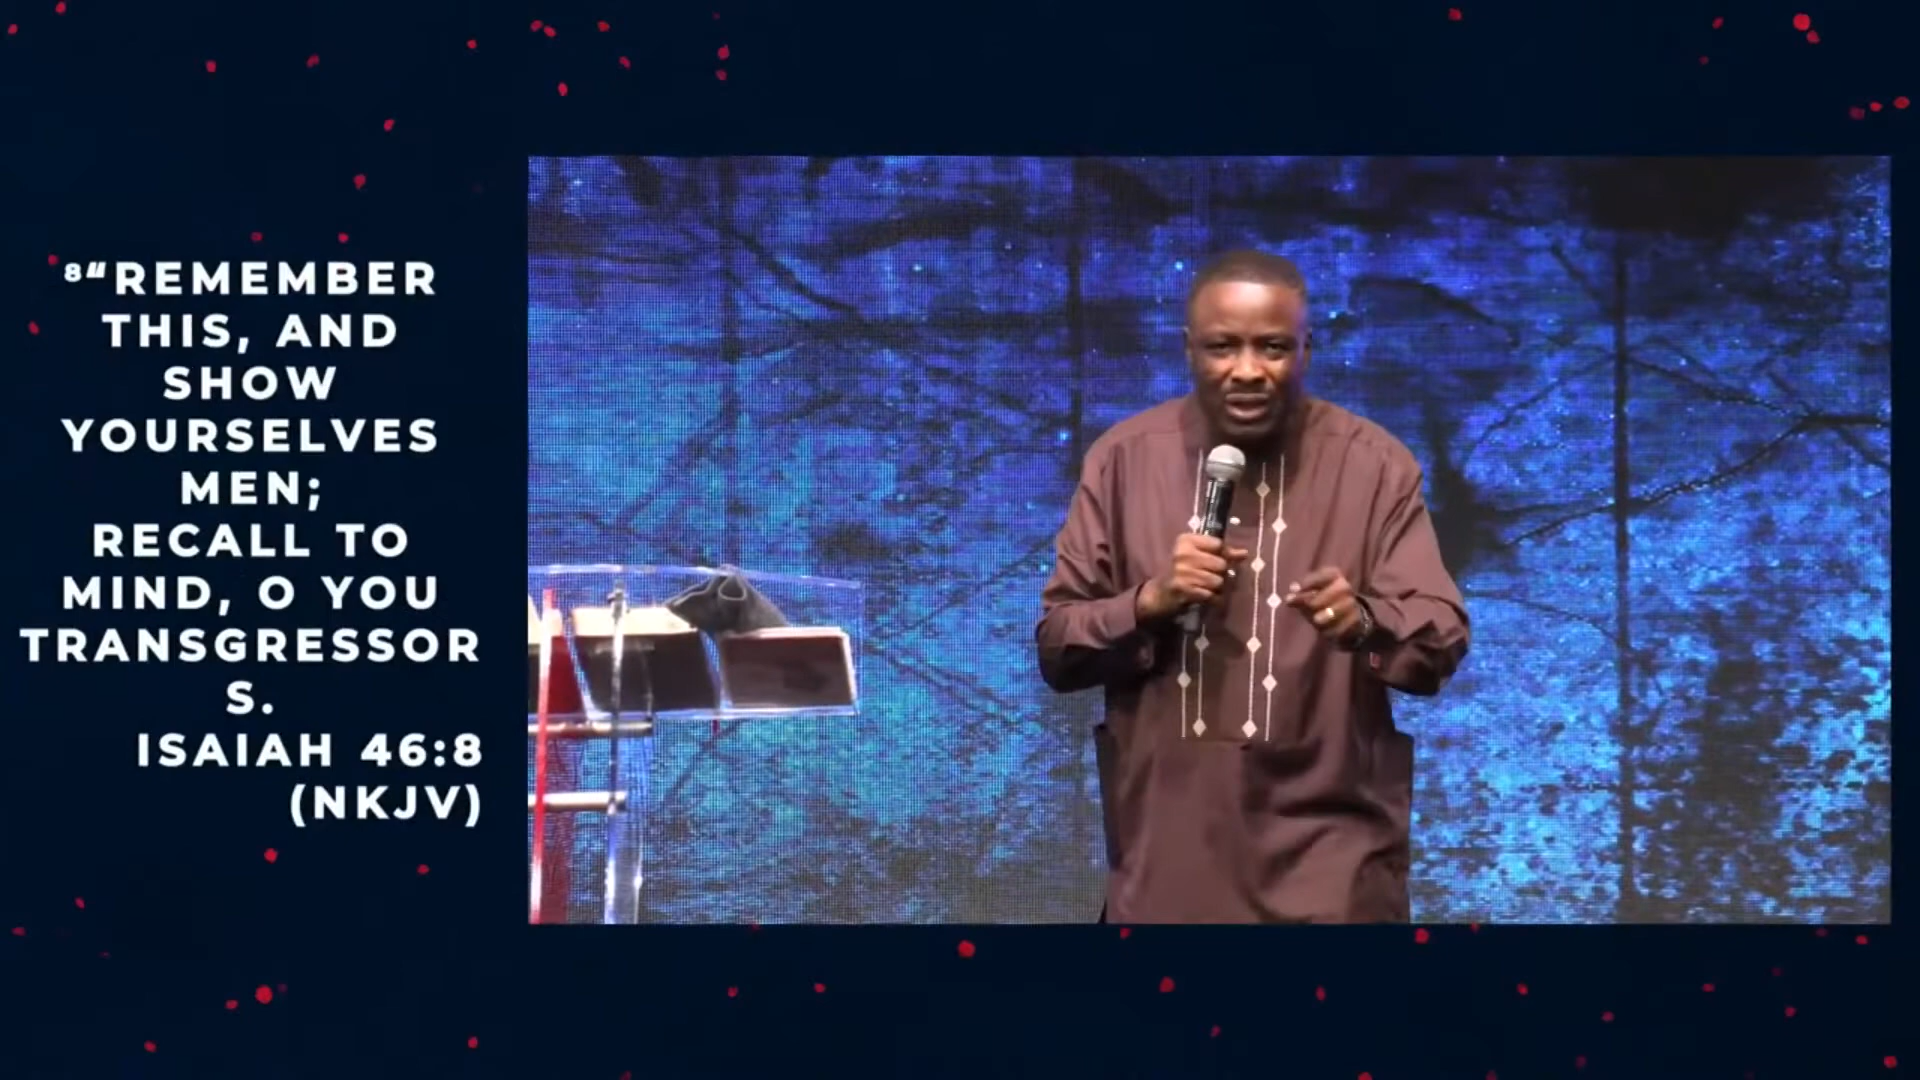 ⁸“REMEMBER
THIS, AND
SHOW
YOURSELVES
MEN;
RECALL TO
MIND, O YOU
TRANSGRESSOR
S.
ISAIAH 46:8
(NKJV)